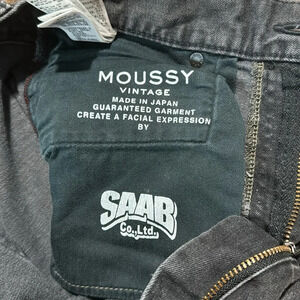 MOUSSY
VINTAGE
MADE IN JAPAN
GUARANTEED GARMENT
CREATE A FACIAL EXPRESSION
BY
SAAB
Co.,Ltd.